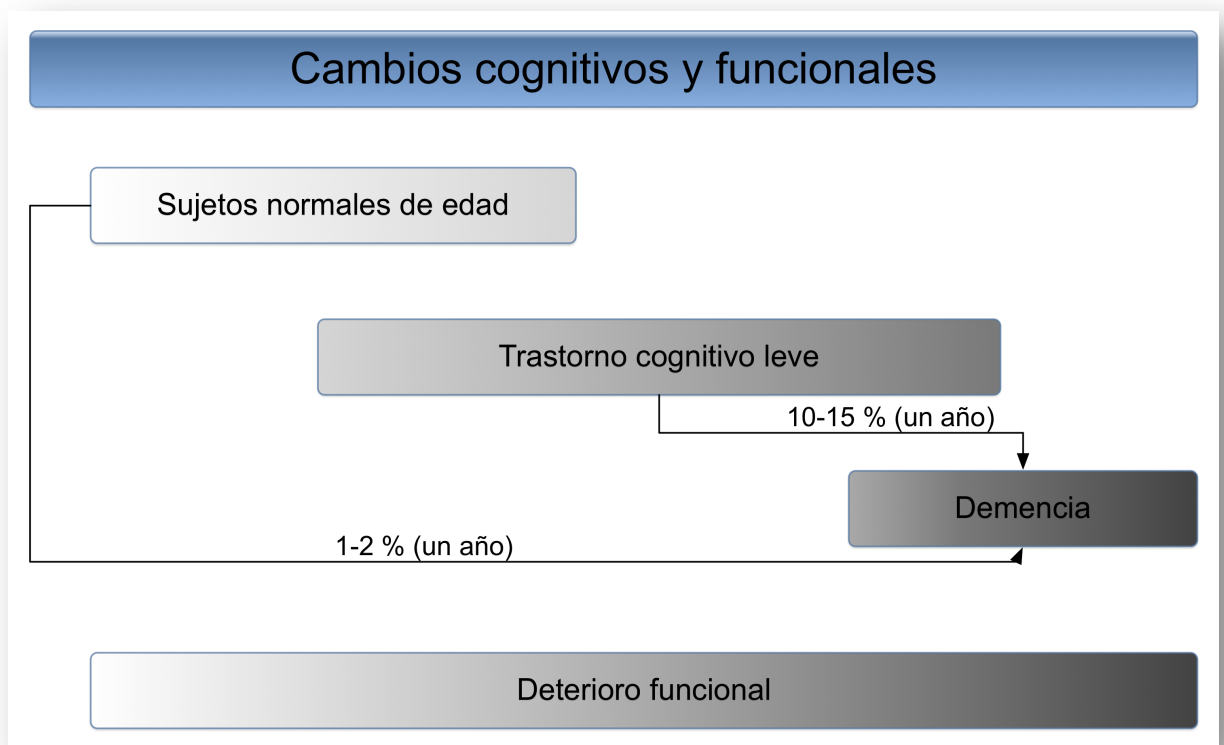 Cambios cognitivos y funcionales
Sujetos normales de edad
Trastorno cognitivo leve
10-15 % (un año)
Demencia
1-2 % (un año)
Deterioro funcional